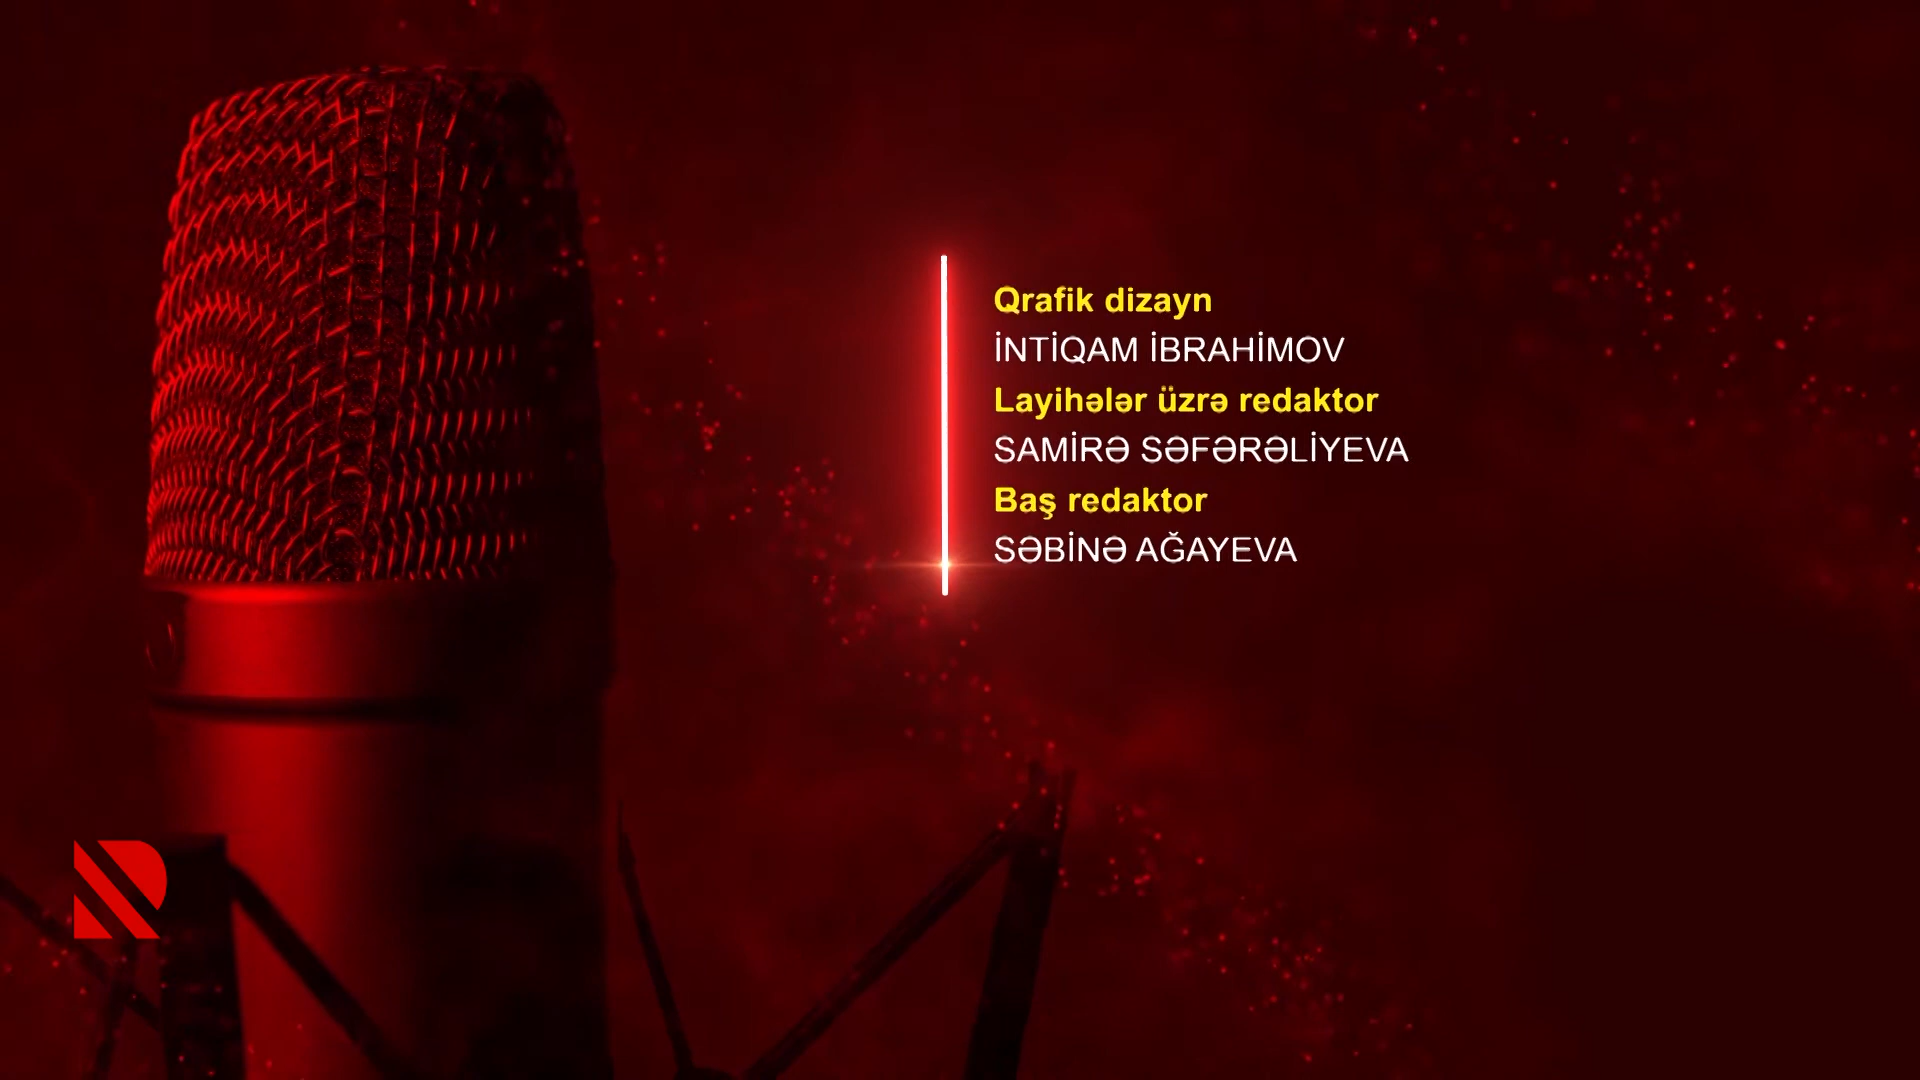 Qrafik dizayn
İNTİQAM İBRAHİMOV
Layihələr üzrə redaktor
SAMİRƏ SƏFƏRƏLİYEVA
Baş redaktor
SƏBİNƏ AĞAYEVA